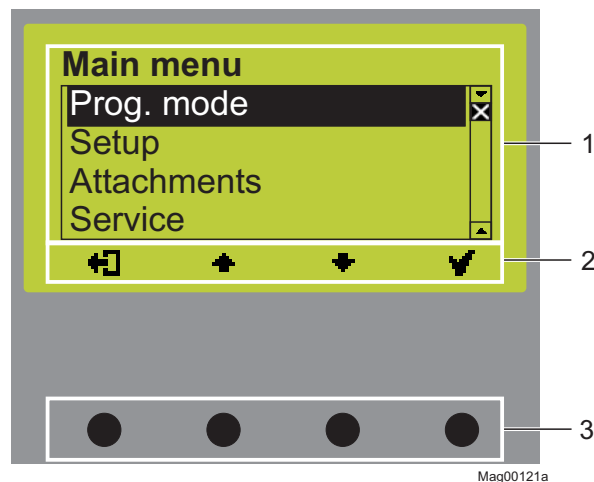 Main menu
Prog. mode
Setup
Attachments
Service
1
2
3
Mag00121a